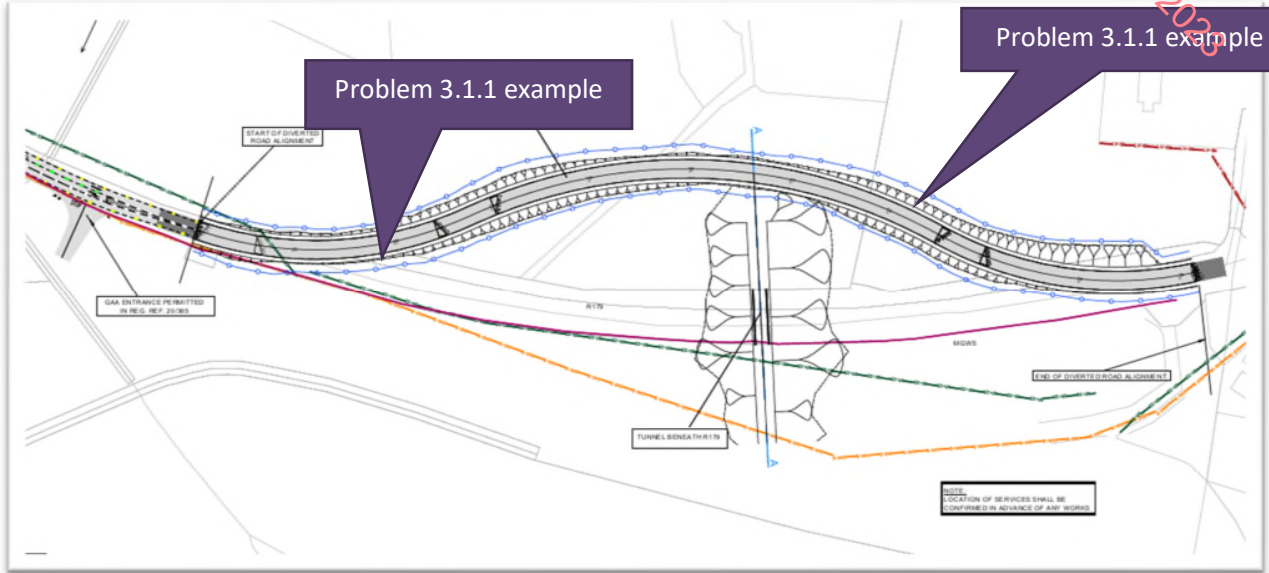 2025
Problem 3.1.1 example
Problem 3.1.1 example
START OF DIVERTED
ROAD ALIGNMENT
A
GAA ENTRANCE PERMITTED
IN REG. REF. 20/365
R179
MGWS
END OF DIVERTED ROAD ALIGNMENT
TUNNEL BENEATH R179
A
NOTE:
LOCATION OF SERVICES SHALL BE
CONFIRMED IN ADVANCE OF ANY WORKS